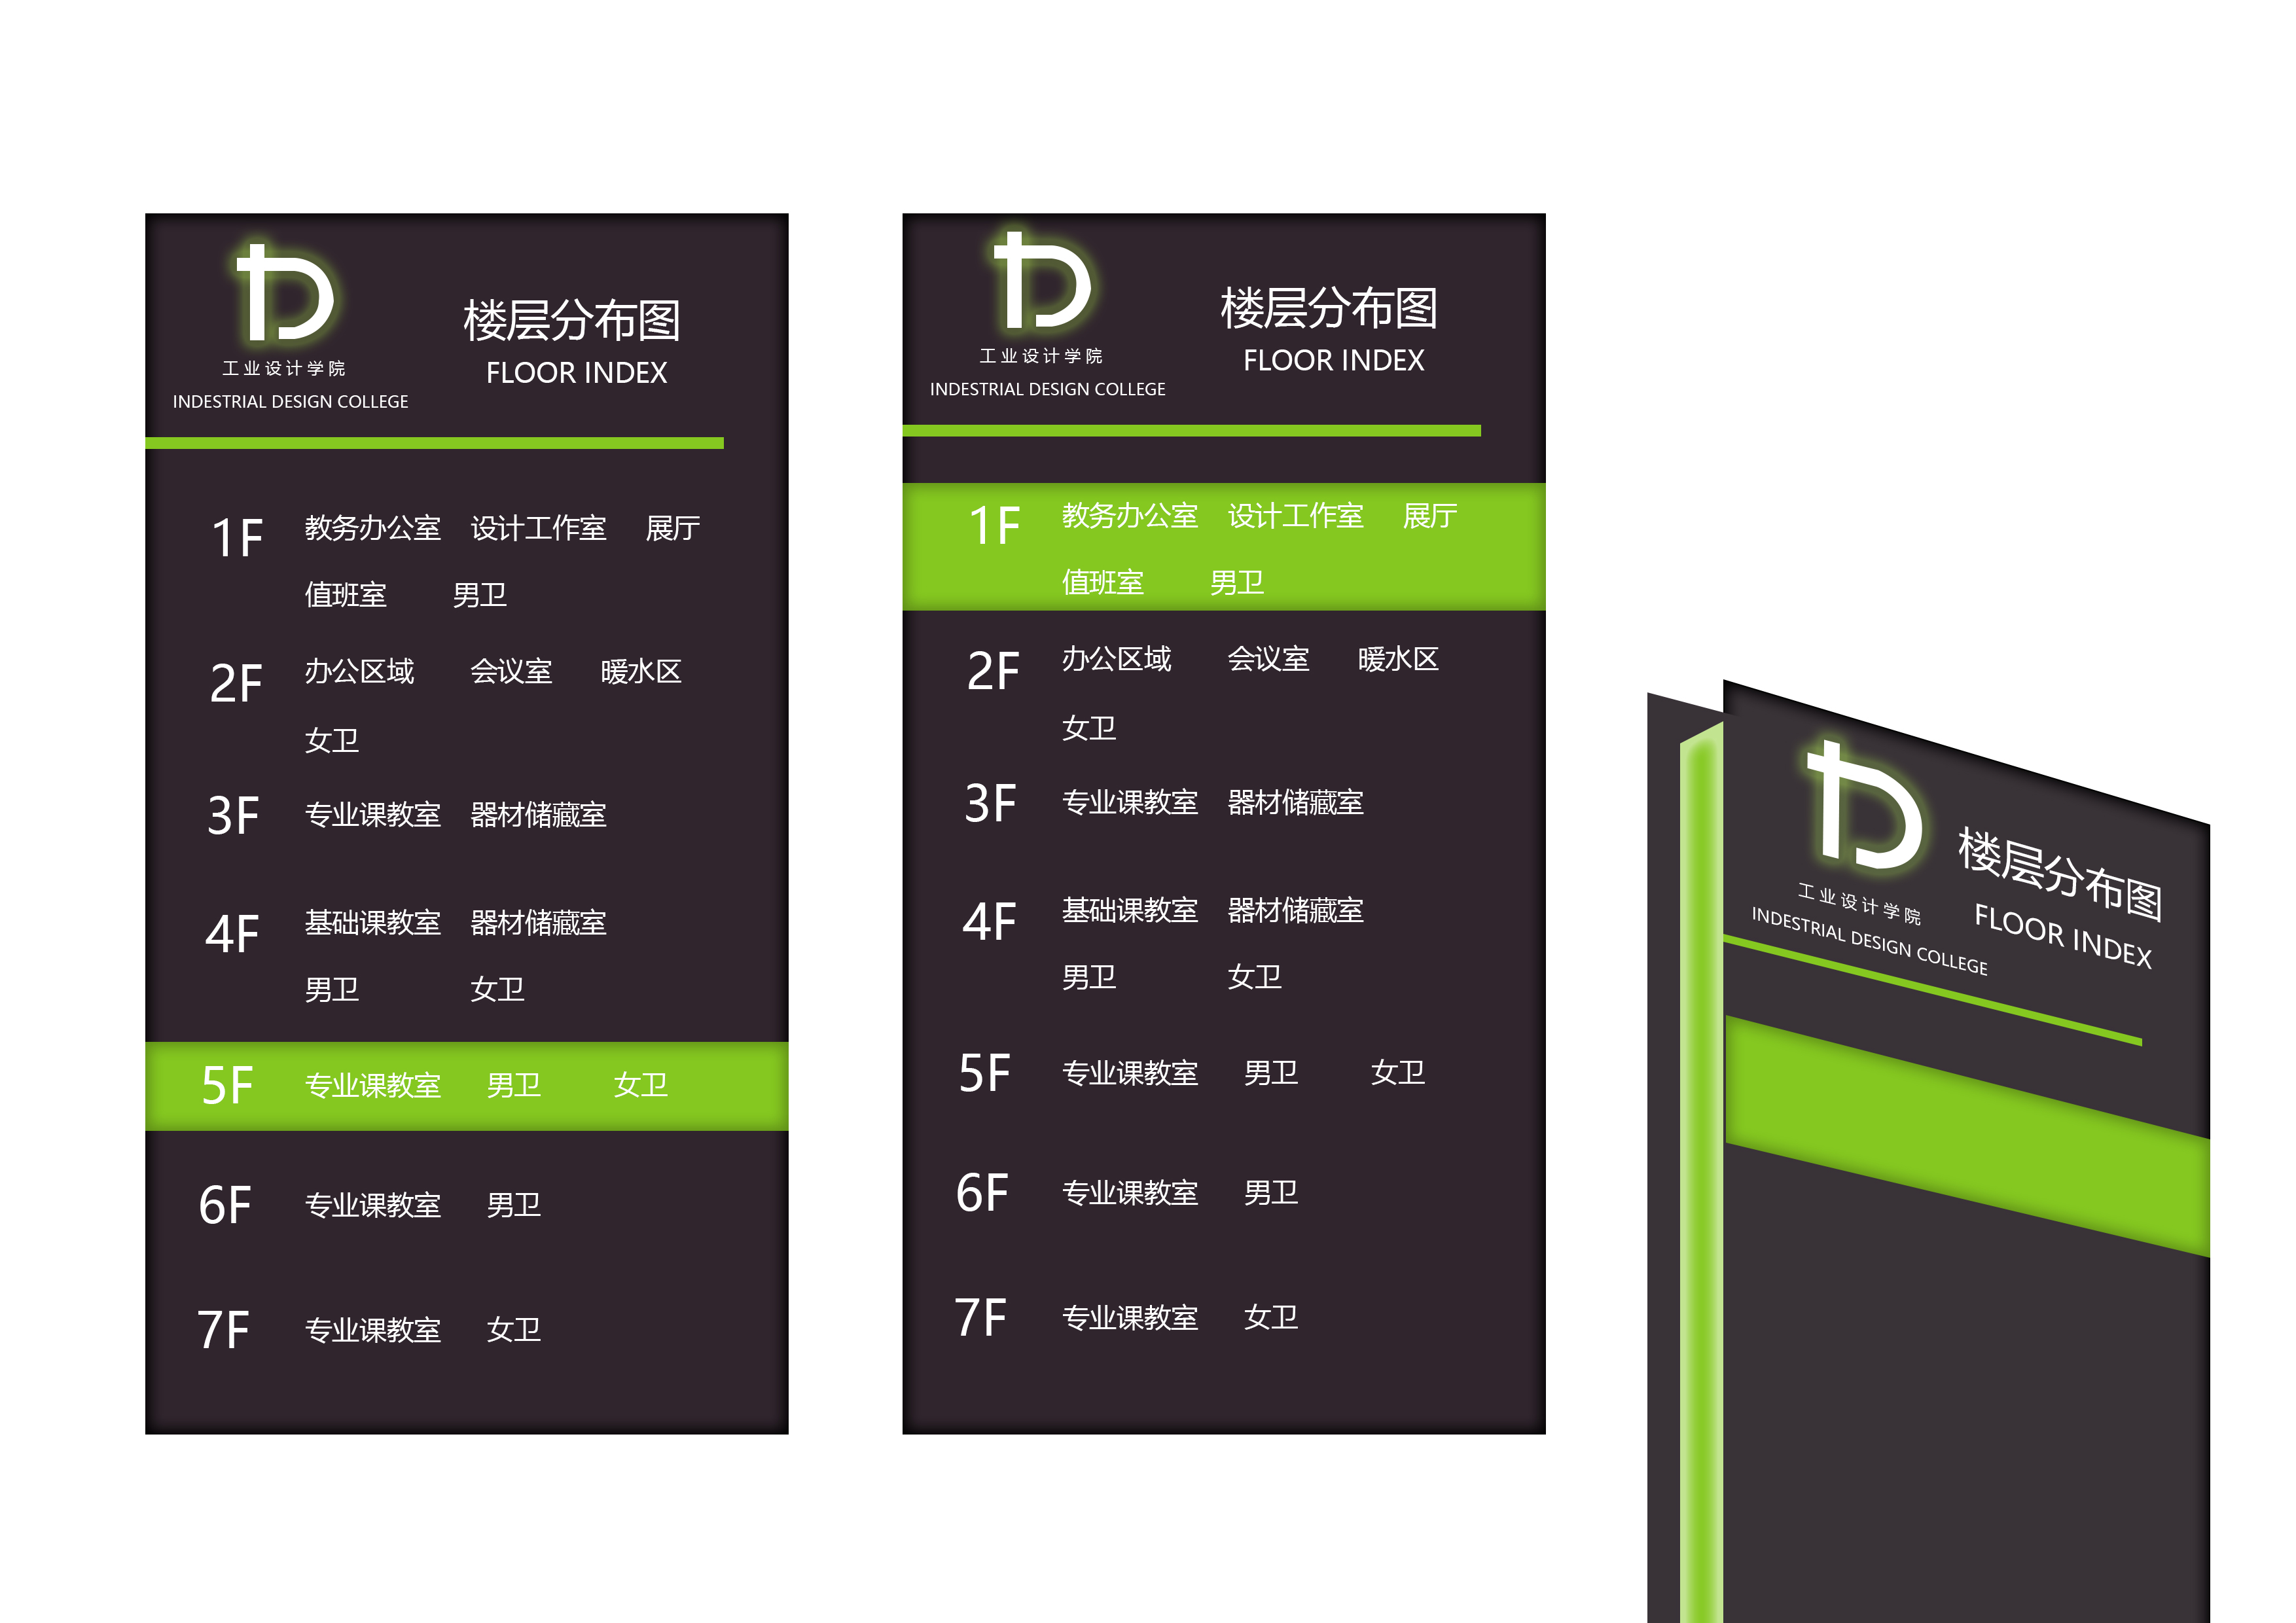 工业设计学院
INDESTRIAL DESIGN COLLEGE
楼层分布图
FLOOR INDEX
1F 教务办公室 设计工作室 展厅
值班室 男卫
2F 办公区域 会议室 暖水区
女卫
3F 专业课教室 器材储藏室
4F 基础课教室 器材储藏室
男卫 女卫
5F 专业课教室 男卫 女卫
6F 专业课教室 男卫
7F 专业课教室 女卫
工业设计学院
INDESTRIAL DESIGN COLLEGE
楼层分布图
FLOOR INDEX
1F 教务办公室 设计工作室 展厅
值班室 男卫
2F 办公区域 会议室 暖水区
女卫
3F 专业课教室 器材储藏室
4F 基础课教室 器材储藏室
男卫 女卫
5F 专业课教室 男卫 女卫
6F 专业课教室 男卫
7F 专业课教室 女卫
工业设计学院
INDESTRIAL DESIGN COLLEGE
楼层分布图
FLOOR INDEX